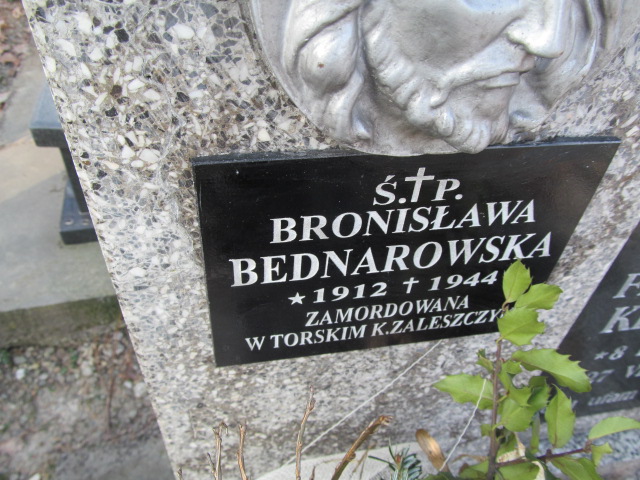 Ś.†P.
BRONISŁAWA
BEDNAROWSKA
★1912 † 1944
ZAMORDOWANA
W TORSKIM K.ZALESZCZY